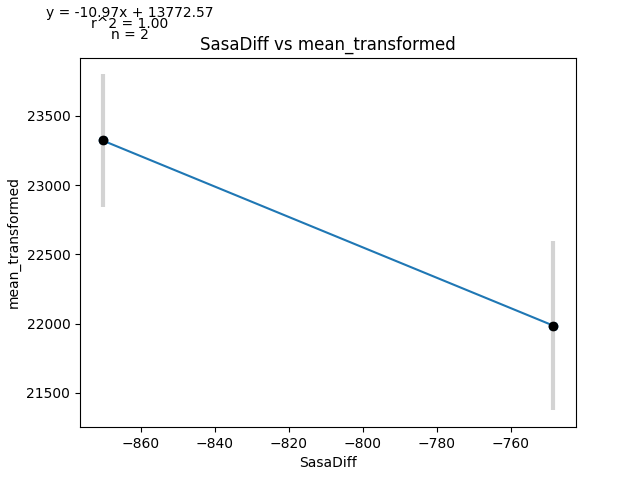 y = -10.97x + 13772.57
r^2 = 1.00
n = 2
SasaDiff vs mean_transformed
23500
23000
22500
22000
21500
mean_transformed
−860
−840
−820
−800
−780
−760
SasaDiff